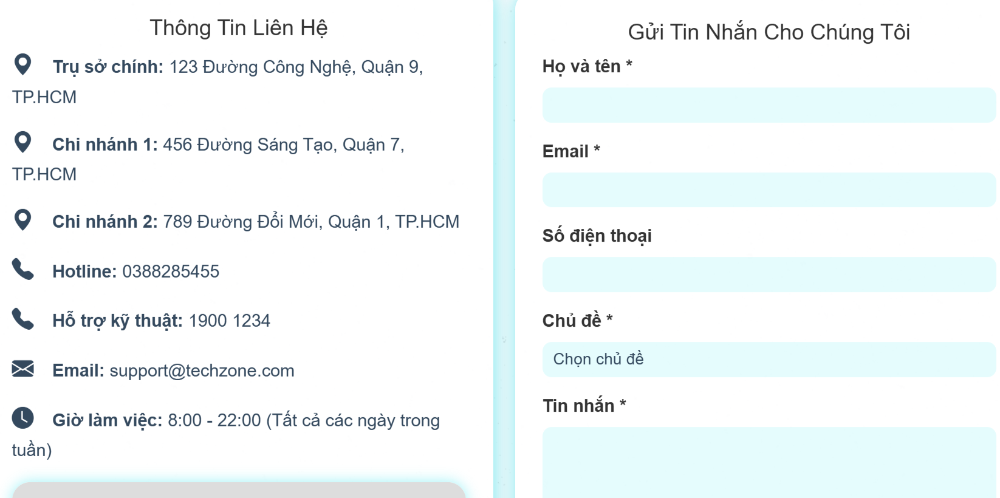 Thông Tin Liên Hệ
Trụ sở chính: 123 Đường Công Nghệ, Quận 9,
TP.HCM
Chi nhánh 1: 456 Đường Sáng Tạo, Quận 7,
TP.HCM
Chi nhánh 2: 789 Đường Đổi Mới, Quận 1, TP.HCM
Hotline: 0388285455
Hỗ trợ kỹ thuật: 1900 1234
Email: support@techzone.com
Giờ làm việc: 8:00 - 22:00 (Tất cả các ngày trong
tuần)
Gửi Tin Nhắn Cho Chúng Tôi
Họ và tên *
Email *
Số điện thoại
Chủ đề *
Chọn chủ đề
Tin nhắn *